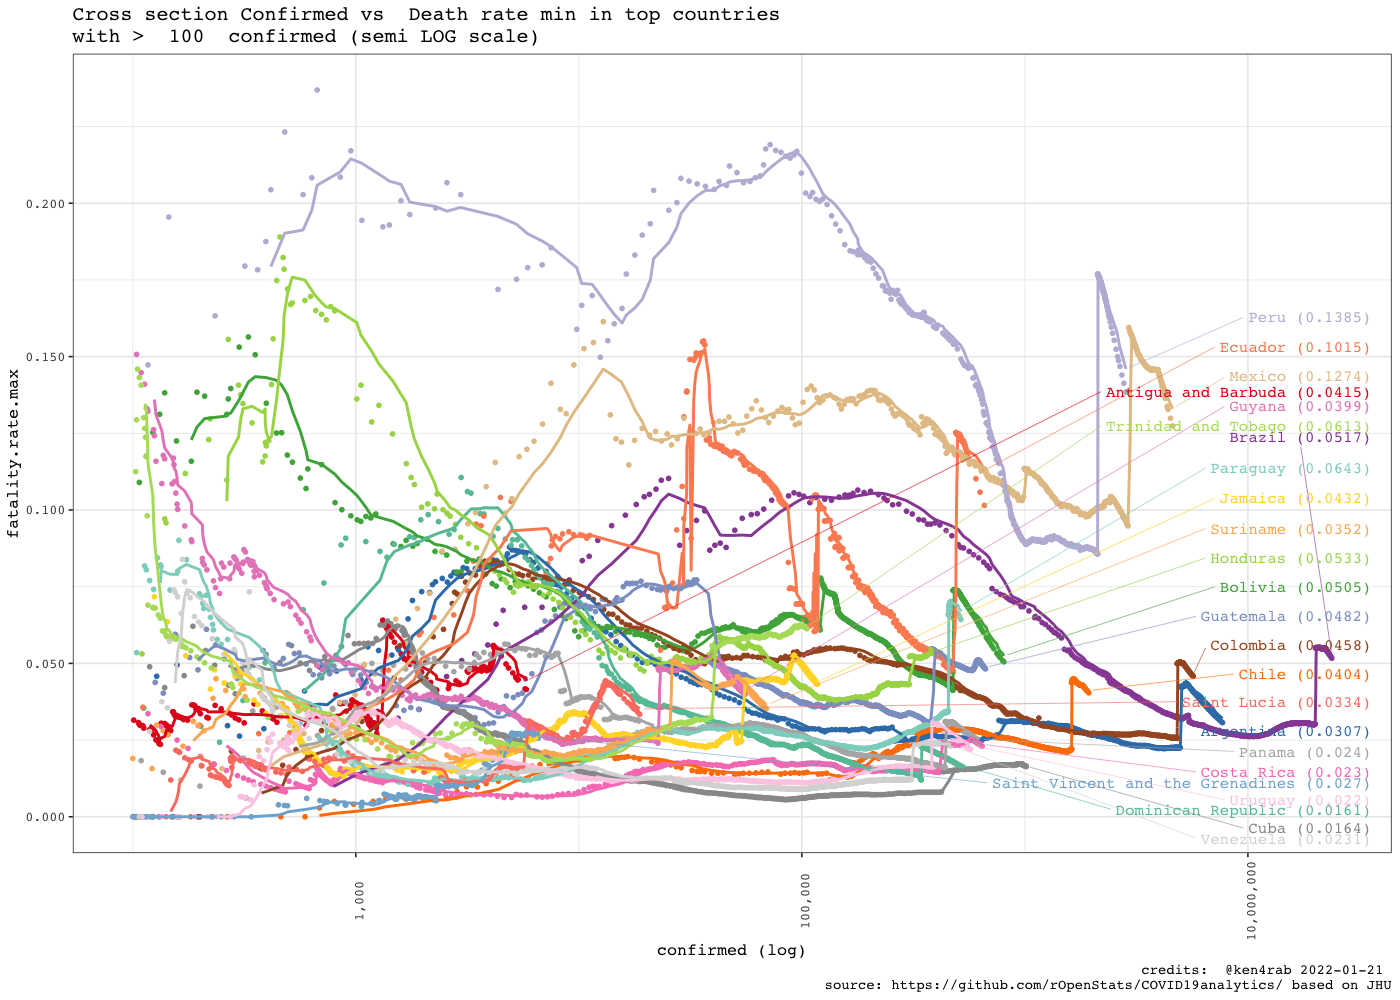 Cross section Confirmed vs  Death rate min in top countries
with >  100  confirmed (semi LOG scale)
fatality.rate.max
0.200
0.150
0.100
0.050
0.000
Peru (0.1385)
Ecuador (0.1015)
Mexico (0.1274)
Antigua and Barbuda (0.0415)
Guyana (0.0399)
Trinidad and Tobago (0.0613)
Brazil (0.0517)
Paraguay (0.0643)
Jamaica (0.0432)
Suriname (0.0352)
Honduras (0.0533)
Bolivia (0.0505)
Guatemala (0.0482)
Colombia (0.0458)
Chile (0.0404)
Saint Lucia (0.0334)
Argentina (0.0307)
Panama (0.024)
Costa Rica (0.023)
Saint Vincent and the Grenadines (0.027)
Uruguay (0.022)
Dominican Republic (0.0161)
Cuba (0.0164)
Venezuela (0.0231)
1,000
100,000
10,000,000
confirmed (log)
credits:  @ken4rab 2022-01-21
source: https://github.com/rOpenStats/COVID19analytics/ based on JHU